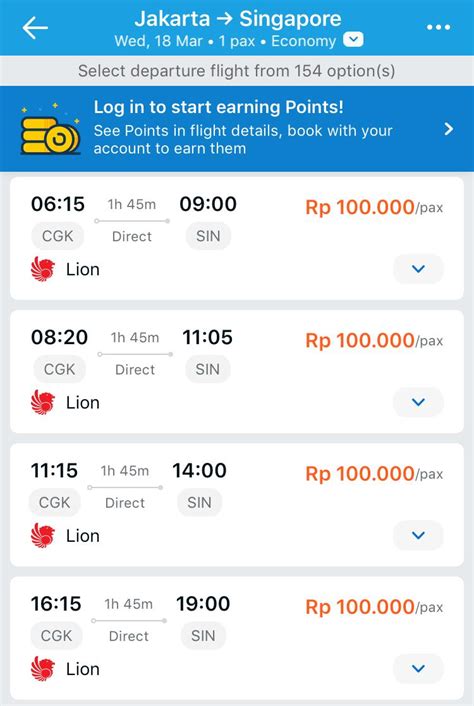 Jakarta → Singapore
Wed, 18 Mar • 1 pax • Economy
Select departure flight from 154 option(s)
Log in to start earning Points!
See Points in flight details, book with your
account to earn them
06:15 1h 45m 09:00 Rp 100.000/pax
CGK Direct SIN
Lion
08:20 1h 45m 11:05 Rp 100.000/pax
CGK Direct SIN
Lion
11:15 1h 45m 14:00 Rp 100.000/pax
CGK Direct SIN
Lion
16:15 1h 45m 19:00 Rp 100.000/pax
CGK Direct SIN
Lion